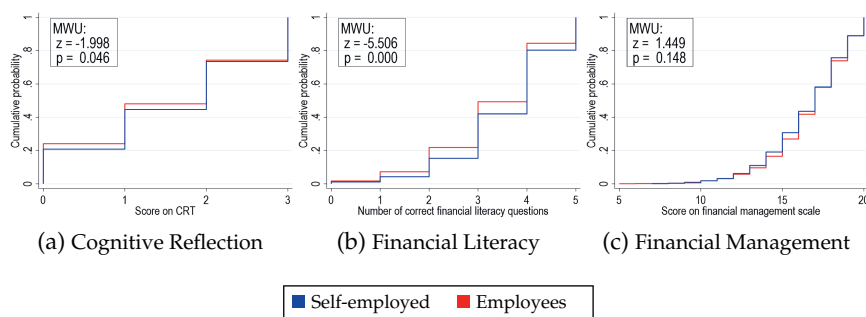 MWU:
z = -1.998
p = 0.046
Cumulative probability
0 .2 .4 .6 .8 1
0 1 2 3
Score on CRT
(a) Cognitive Reflection
MWU:
z = -5.506
p = 0.000
Cumulative probability
0 .2 .4 .6 .8 1
0 1 2 3 4 5
Number of correct financial literacy questions
(b) Financial Literacy
MWU:
z = 1.449
p = 0.148
Cumulative probability
0 .2 .4 .6 .8 1
5 10 15 20
Score on financial management scale
(c) Financial Management
Self-employed Employees